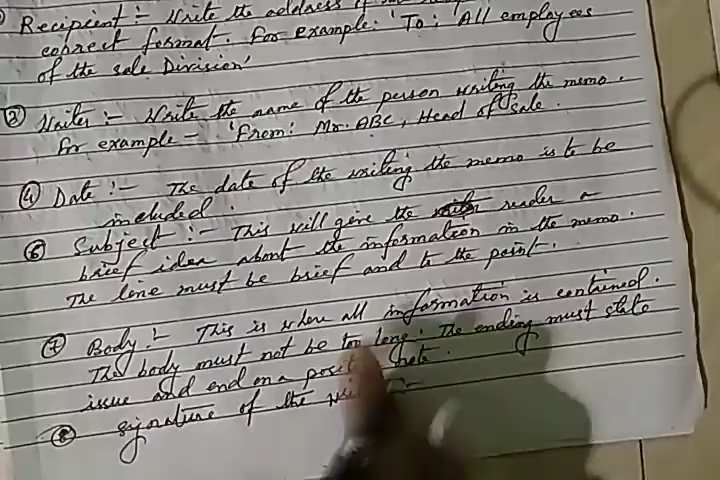 Recipient :- Write the address if
correct format. For example: 'To: All employees
of the sale Division'
② Writer :- Write the name of the person writing the memo.
For example - 'From: Mr. ABC, Head of sale.
④ Date :- The date of the writing the memo is to be
included.
⑥ Subject :- This will give the reader a
brief idea about the information in the memo.
The line must be brief and to the point.
⑦ Body :- This is where all information is contained.
The body must not be too long. The ending must state
issue and end on a posit note.
⑧ signature of the